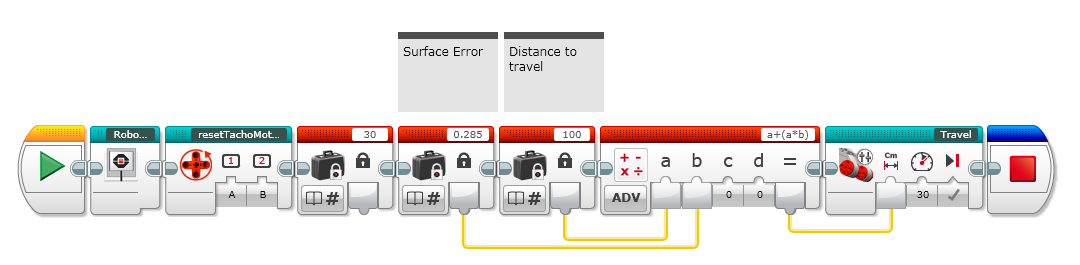 Surface Error
Distance to
travel
Robo...
resetTachoMot...
30
0.285
100
a+(a*b)
Travel
1 2
A B
#
#
#
+ -
x ÷
ADV
a b c d =
0 0
Cm
30